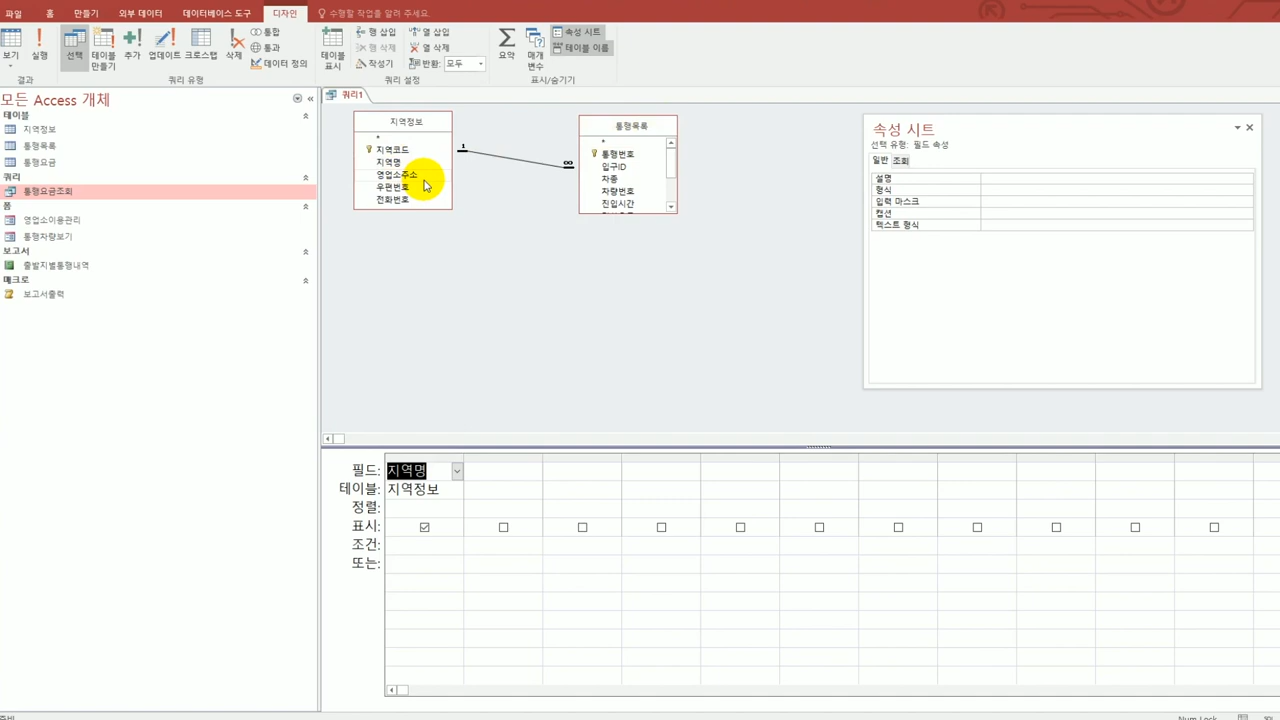 파일 홈 만들기 외부 데이터 데이터베이스 도구 디자인 수행할 작업을 알려 주세요.
보기 실행 선택 테이블 만들기 추가 업데이트 크로스탭 삭제 통합 통과 데이터 정의
테이블 표시 행 삽입 행 삭제 작성기 열 삽입 열 삭제 반환: 모두
요약 매개 변수 속성 시트 테이블 이름
결과 쿼리 유형 쿼리 설정 표시/숨기기
모든 Access 개체
테이블
지역정보
통행목록
통행요금
쿼리
통행요금조회
폼
영업소이용관리
통행차량보기
보고서
출발지별통행내역
매크로
보고서출력
쿼리1
지역정보
*
지역코드
지역명
영업소주소
우편번호
전화번호
1
∞
통행목록
*
통행번호
입구ID
차종
차량번호
진입시간
속성 시트
선택 유형: 필드 속성
일반 조회
설명
형식
입력 마스크
캡션
텍스트 형식
필드: 지역명
테이블: 지역정보
정렬:
표시:
조건:
또는:
준비
Num Lock